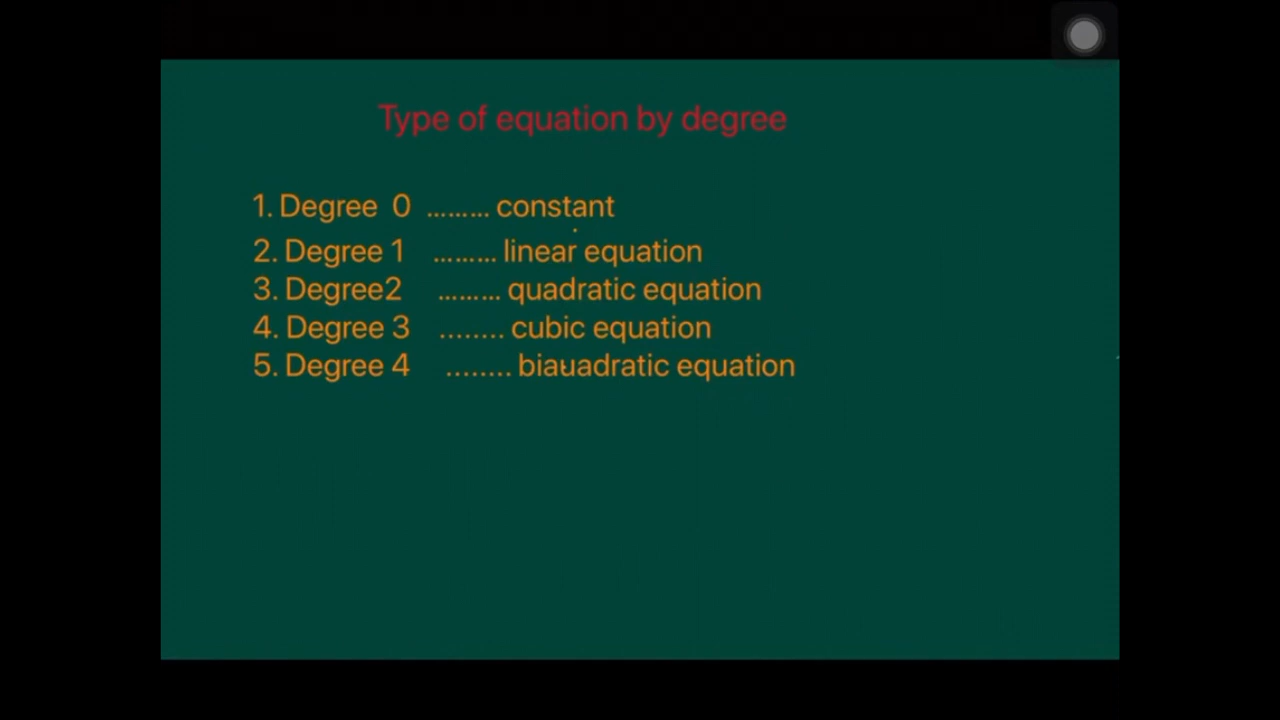 Type of equation by degree
1. Degree 0 ......... constant
2. Degree 1 ......... linear equation
3. Degree2 ......... quadratic equation
4. Degree 3 ........ cubic equation
5. Degree 4 ........ biauadratic equation